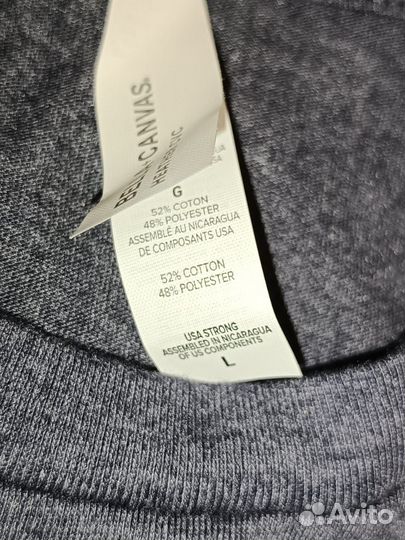 BELLA+CANVAS®
G
52% COTON
48% POLYESTER
ASSEMBLÉ AU NICARAGUA
DE COMPOSANTS USA
52% COTTON
48% POLYESTER
USA STRONG
ASSEMBLED IN NICARAGUA
OF US COMPONENTS
L
Avito